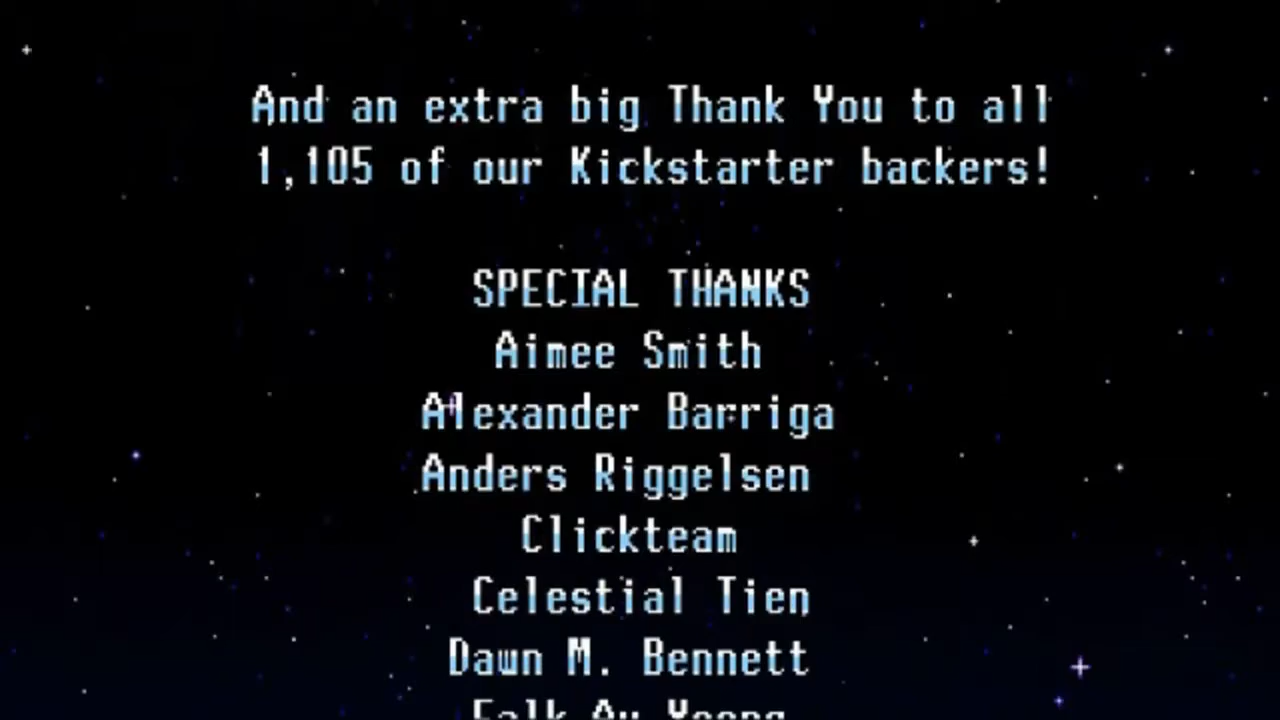 And an extra big Thank You to all
1,105 of our Kickstarter backers!
SPECIAL THANKS
Aimee Smith
Alexander Barriga
Anders Riggelsen
Clickteam
Celestial Tien
Dawn M. Bennett